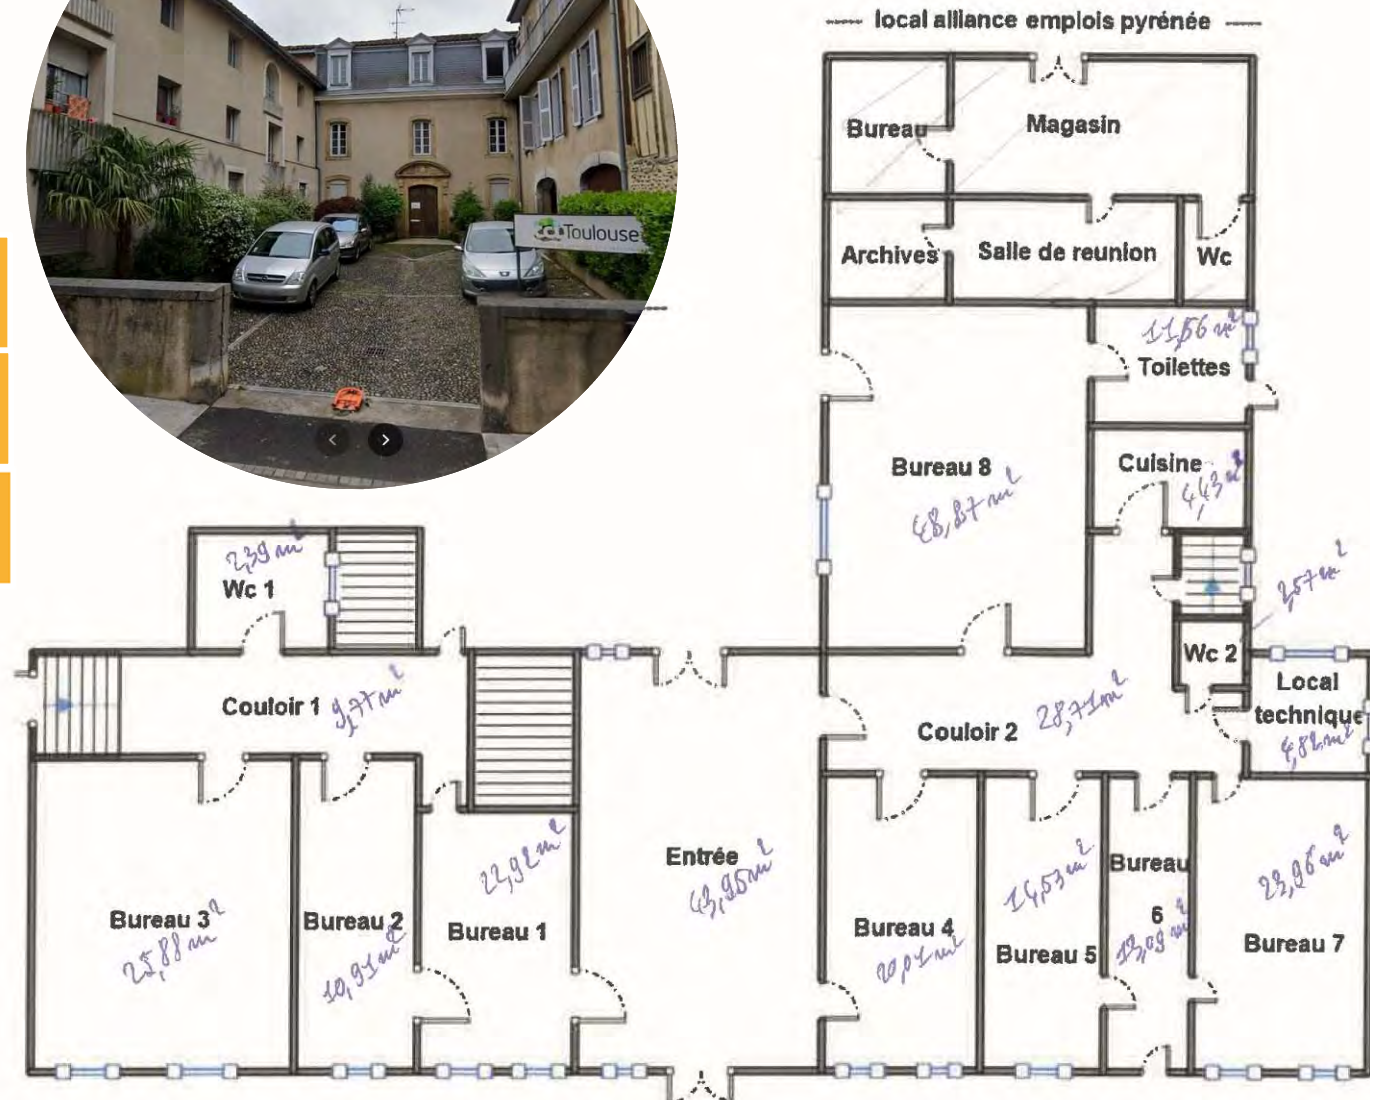 local alliance emplois pyrénée
Bureau
Magasin
Archives
Salle de reunion
Wc
Toulouse
11,56 m²
Toilettes
Bureau 8
48,87 m²
Cuisine
4,43 m²
2,39 m²
Wc 1
2,57 m²
Wc 2
Local
technique
4,82 m²
Couloir 1
9,77 m²
Couloir 2
28,71 m²
Entrée
43,95 m²
Bureau 3
25,88 m²
Bureau 2
10,91 m²
22,92 m²
Bureau 1
Bureau 4
20,01 m²
14,53 m²
Bureau 5
Bureau
6
13,09 m²
23,96 m²
Bureau 7